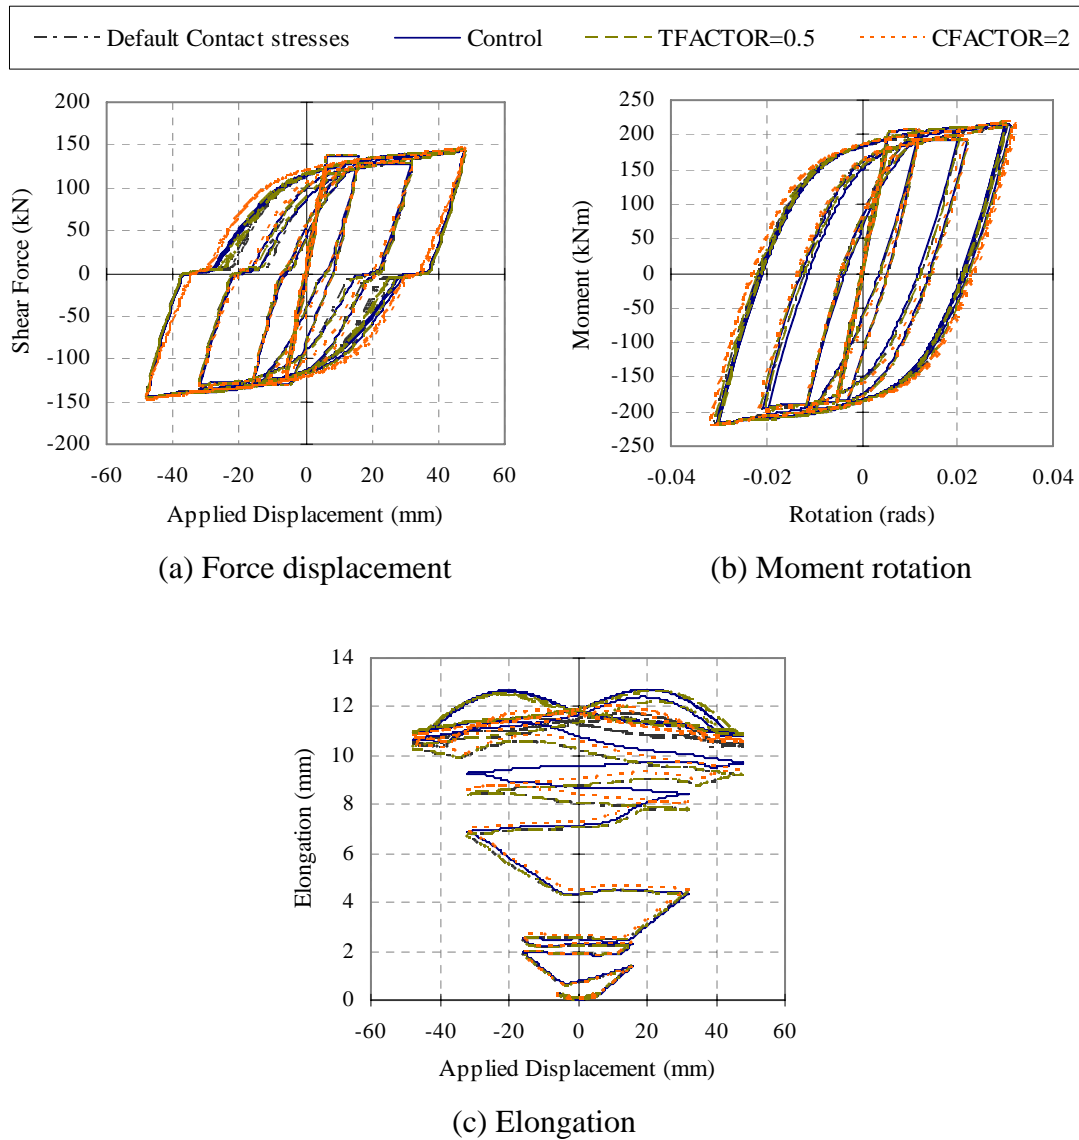 Default Contact stresses Control TFACTOR=0.5 CFACTOR=2
200
150
100
50
0
-50
-100
-150
-200
-60 -40 -20 0 20 40 60
Shear Force (kN)
Applied Displacement (mm)
(a) Force displacement
250
200
150
100
50
0
-50
-100
-150
-200
-250
-0.04 -0.02 0 0.02 0.04
Moment (kNm)
Rotation (rads)
(b) Moment rotation
14
12
10
8
6
4
2
0
-60 -40 -20 0 20 40 60
Elongation (mm)
Applied Displacement (mm)
(c) Elongation